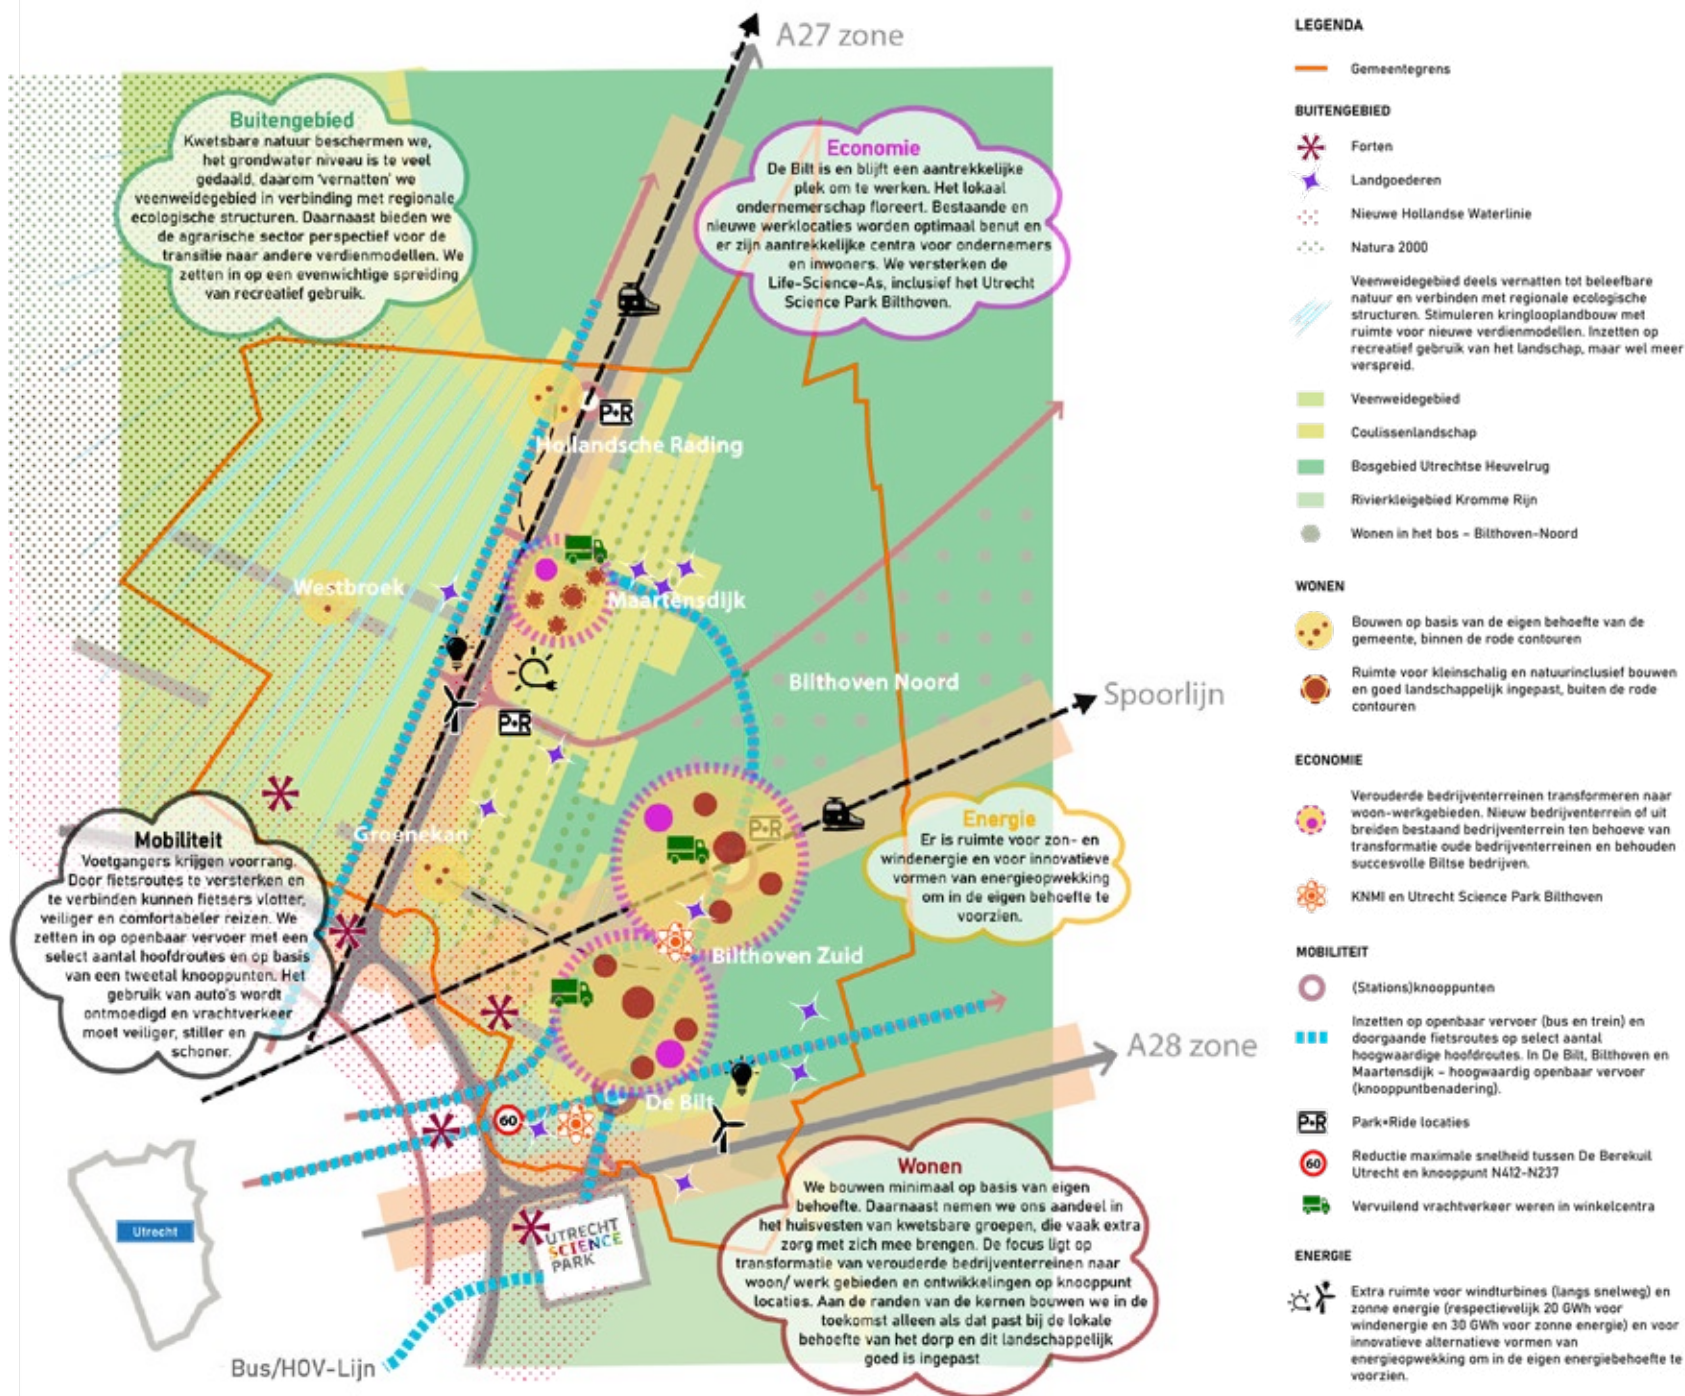 A27 zone
Buitengebied
Kwetsbare natuur beschermen we,
het grondwater niveau is te veel
gedaald, daarom 'vernatten' we
veenweidegebied in verbinding met regionale
ecologische structuren. Daarnaast bieden we
de agrarische sector perspectief voor de
transitie naar andere verdienmodellen. We
zetten in op een evenwichtige spreiding
van recreatief gebruik.
Economie
De Bilt is en blijft een aantrekkelijke
plek om te werken. Het lokaal
ondernemerschap floreert. Bestaande en
nieuwe werklocaties worden optimaal benut en
er zijn aantrekkelijke centra voor ondernemers
en inwoners. We versterken de
Life-Science-As, inclusief het Utrecht
Science Park Bilthoven.
P+R
Hollandsche Rading
Westbroek
Maartensdijk
Bilthoven Noord
Spoorlijn
P+R
Groenekan
P+R
Mobiliteit
Voetgangers krijgen voorrang.
Door fietsroutes te versterken en
te verbinden kunnen fietsers vlotter,
veiliger en comfortabeler reizen. We
zetten in op openbaar vervoer met een
select aantal hoofdroutes en op basis
van een tweetal knooppunten. Het
gebruik van auto's wordt
ontmoedigd en vrachtverkeer
moet veiliger, stiller en
schoner.
Energie
Er is ruimte voor zon- en
windenergie en voor innovatieve
vormen van energieopwekking
om in de eigen behoefte te
voorzien.
Bilthoven Zuid
A28 zone
De Bilt
60
Wonen
We bouwen minimaal op basis van eigen
behoefte. Daarnaast nemen we ons aandeel in
het huisvesten van kwetsbare groepen, die vaak extra
zorg met zich mee brengen. De focus ligt op
transformatie van verouderde bedrijventerreinen naar
woon/ werk gebieden en ontwikkelingen op knooppunt
locaties. Aan de randen van de kernen bouwen we in de
toekomst alleen als dat past bij de lokale
behoefte van het dorp en dit landschappelijk
goed is ingepast
Utrecht
UTRECHT
SCIENCE
PARK
Bus/HOV-Lijn
LEGENDA
Gemeentegrens
BUITENGEBIED
Forten
Landgoederen
Nieuwe Hollandse Waterlinie
Natura 2000
Veenweidegebied deels vernatten tot beleefbare
natuur en verbinden met regionale ecologische
structuren. Stimuleren kringlooplandbouw met
ruimte voor nieuwe verdienmodellen. Inzetten op
recreatief gebruik van het landschap, maar wel meer
verspreid.
Veenweidegebied
Coulissenlandschap
Bosgebied Utrechtse Heuvelrug
Rivierkleigebied Kromme Rijn
Wonen in het bos - Bilthoven-Noord
WONEN
Bouwen op basis van de eigen behoefte van de
gemeente, binnen de rode contouren
Ruimte voor kleinschalig en natuurinclusief bouwen
en goed landschappelijk ingepast, buiten de rode
contouren
ECONOMIE
Verouderde bedrijventerreinen transformeren naar
woon-werkgebieden. Nieuw bedrijventerrein of uit
breiden bestaand bedrijventerrein ten behoeve van
transformatie oude bedrijventerreinen en behouden
succesvolle Biltse bedrijven.
KNMI en Utrecht Science Park Bilthoven
MOBILITEIT
(Stations)knooppunten
Inzetten op openbaar vervoer (bus en trein) en
doorgaande fietsroutes op select aantal
hoogwaardige hoofdroutes. In De Bilt, Bilthoven en
Maartensdijk - hoogwaardig openbaar vervoer
(knooppuntbenadering).
P+R
Park+Ride locaties
60
Reductie maximale snelheid tussen De Berekuil
Utrecht en knooppunt N412-N237
Vervuilend vrachtverkeer weren in winkelcentra
ENERGIE
Extra ruimte voor windturbines (langs snelweg) en
zonne energie (respectievelijk 20 GWh voor
windenergie en 30 GWh voor zonne energie) en voor
innovatieve alternatieve vormen van
energieopwekking om in de eigen energiebehoefte te
voorzien.